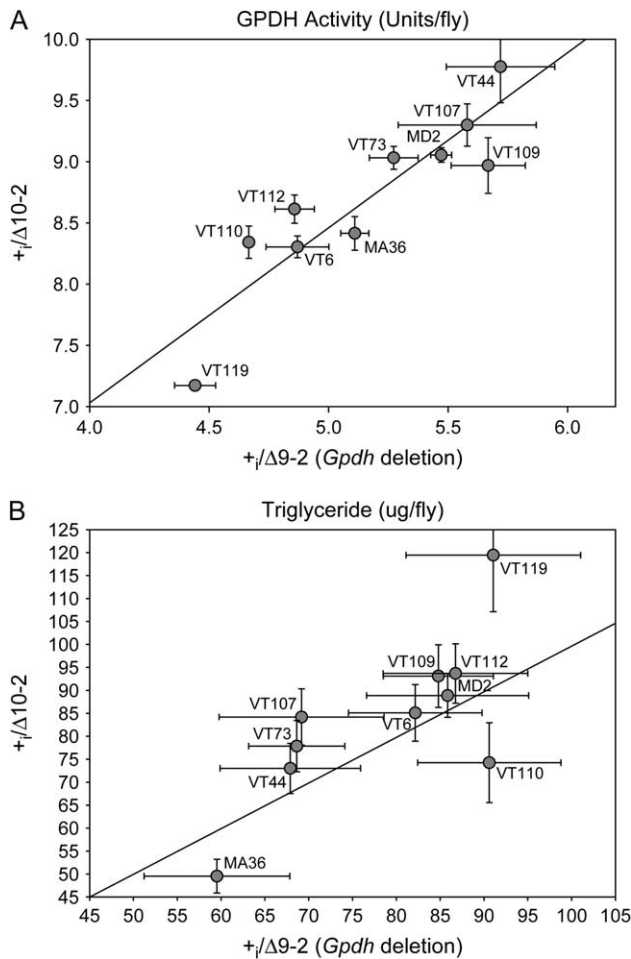 A
GPDH Activity (Units/fly)
10.0
9.5
9.0
8.5
8.0
7.5
7.0
+i/Δ10-2
VT44
VT107
MD2
VT73
VT109
VT112
VT110
VT6
MA36
VT119
4.0 4.5 5.0 5.5 6.0
+i/Δ9-2 (Gpdh deletion)
B
Triglyceride (ug/fly)
125
120
115
110
105
100
95
90
85
80
75
70
65
60
55
50
45
+i/Δ10-2
VT119
VT109
VT112
MD2
VT107
VT6
VT73
VT110
VT44
MA36
45 50 55 60 65 70 75 80 85 90 95 100 105
+i/Δ9-2 (Gpdh deletion)